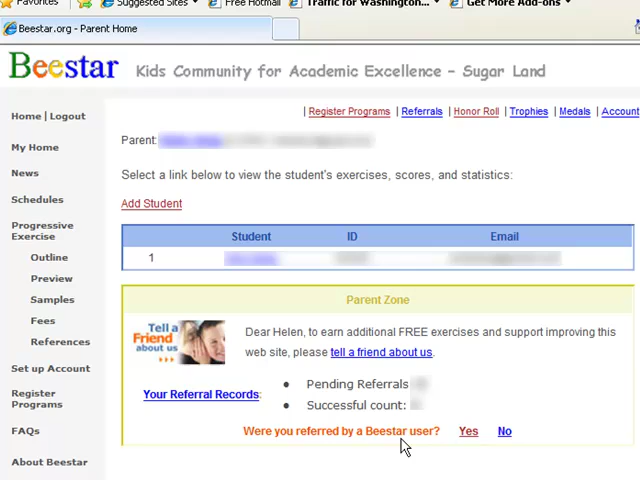 Favorites Suggested Sites Free Hotmail Traffic for Washington... Get More Add-ons
Beestar.org - Parent Home
Beestar Kids Community for Academic Excellence – Sugar Land
| Register Programs | Referrals | Honor Roll | Trophies | Medals | Account
Home | Logout
My Home
News
Schedules
Progressive
Exercise
Outline
Preview
Samples
Fees
References
Set up Account
Register
Programs
FAQs
About Beestar
Parent:
Select a link below to view the student's exercises, scores, and statistics:
Add Student
Student ID Email
1
Parent Zone
Tell a
Friend
about us
Dear Helen, to earn additional FREE exercises and support improving this
web site, please tell a friend about us.
Your Referral Records:
Pending Referrals
Successful count:
Were you referred by a Beestar user? Yes No